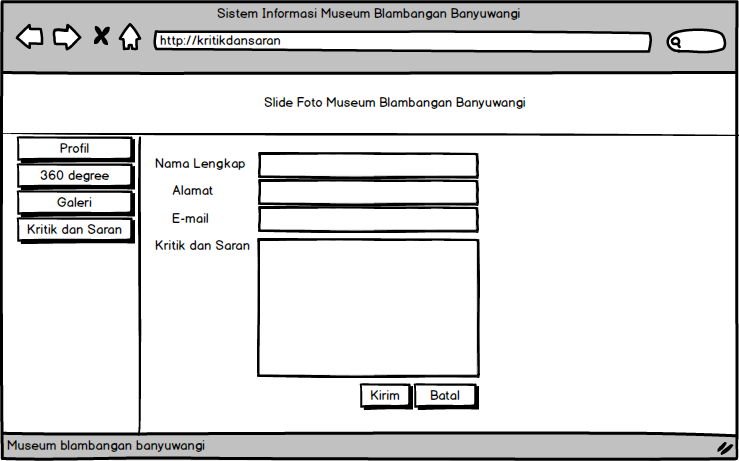 Sistem Informasi Museum Blambangan Banyuwangi
http://kritikdansaran
Slide Foto Museum Blambangan Banyuwangi
Profil
360 degree
Galeri
Kritik dan Saran
Nama Lengkap
Alamat
E-mail
Kritik dan Saran
Kirim
Batal
Museum blambangan banyuwangi